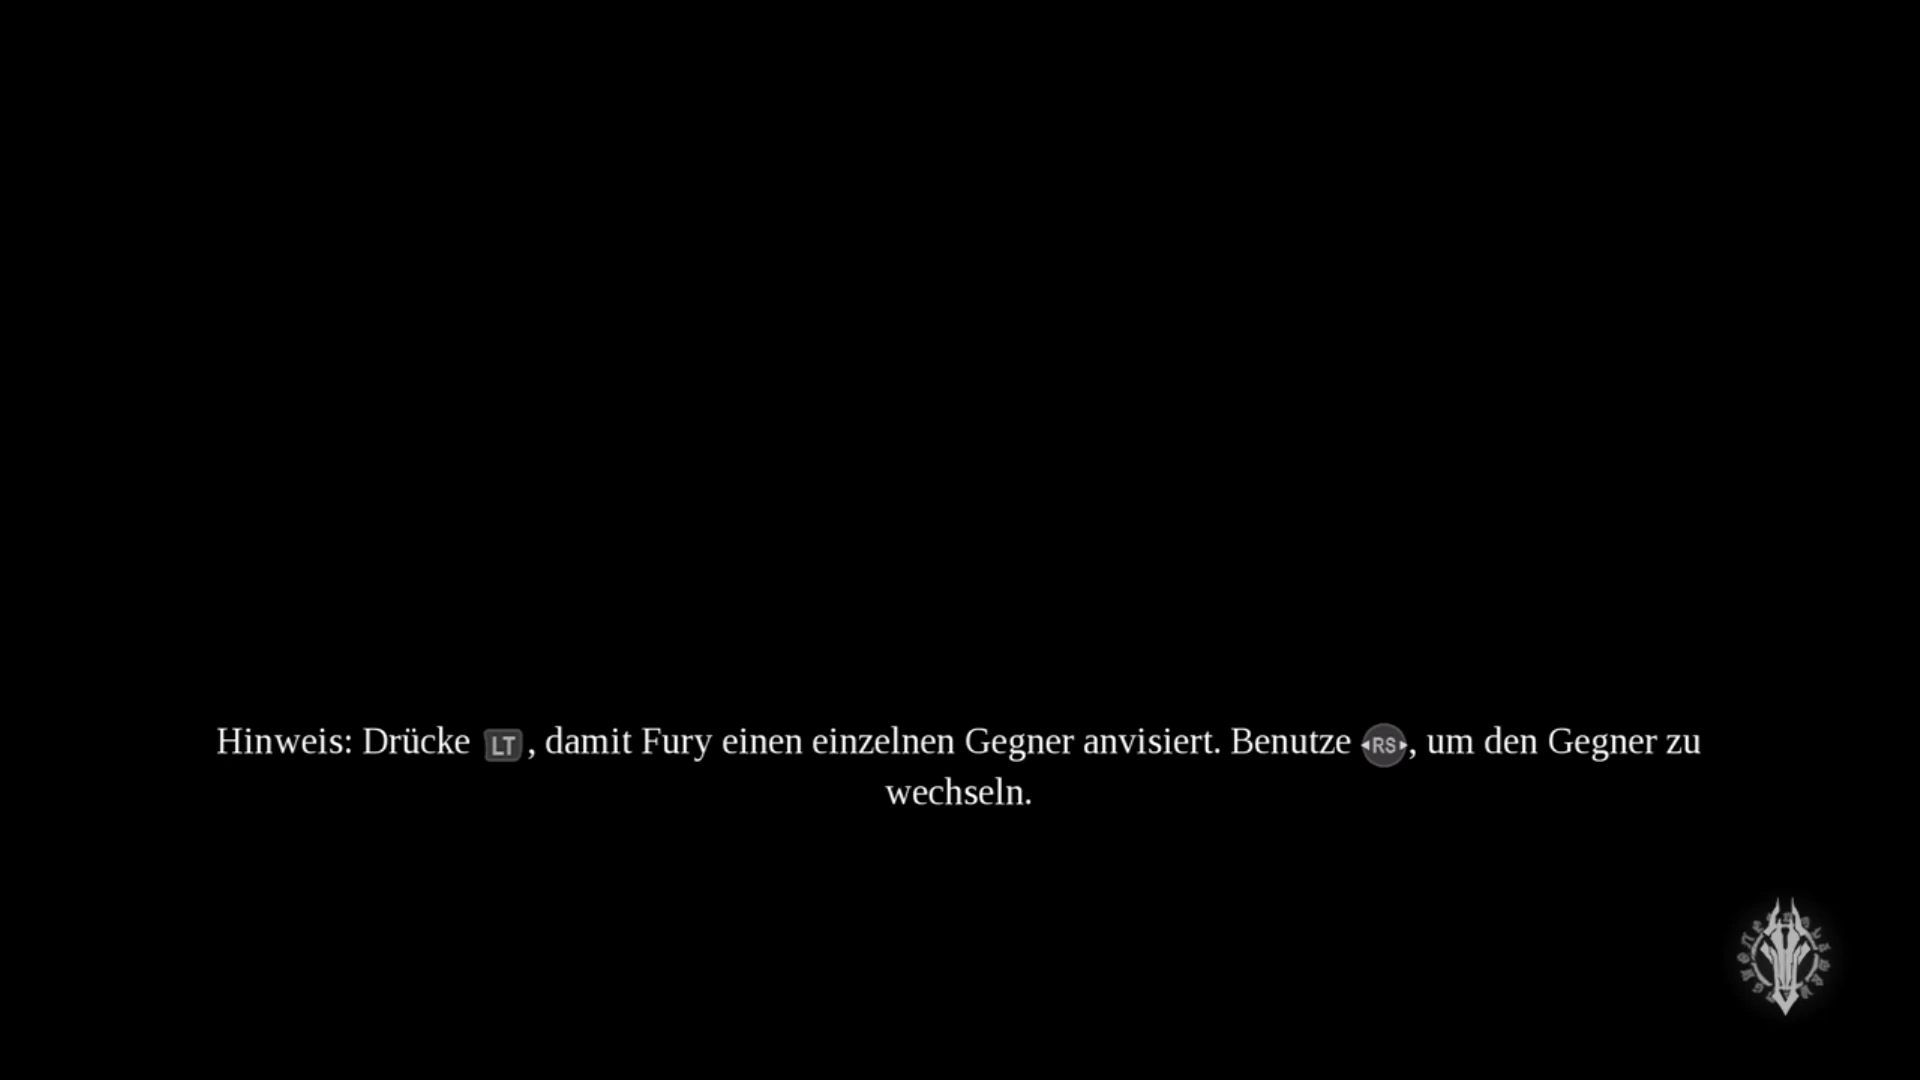 Hinweis: Drücke LT, damit Fury einen einzelnen Gegner anvisiert. Benutze RS, um den Gegner zu
wechseln.